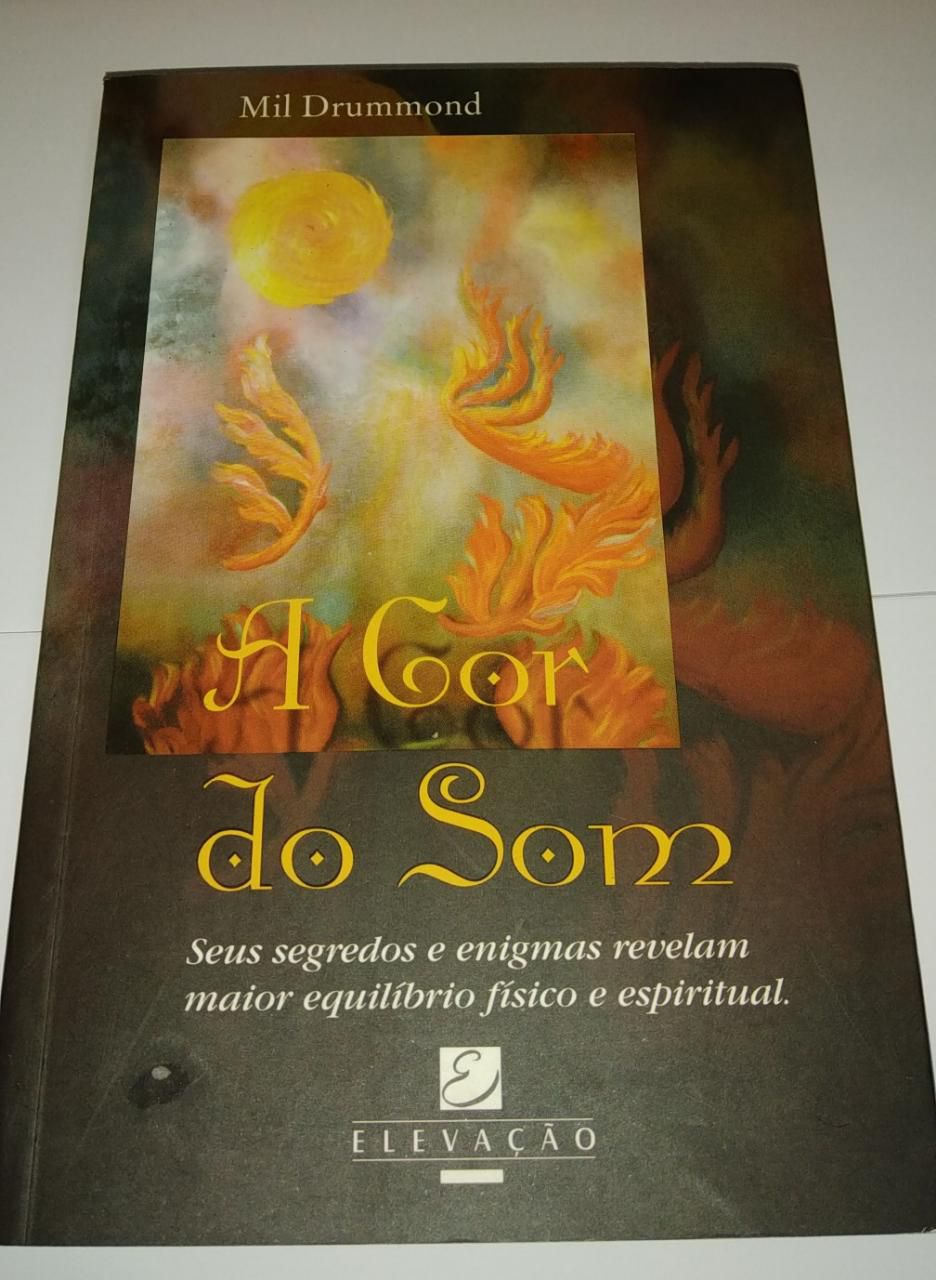 Mil Drummond
A Cor
do Som
Seus segredos e enigmas revelam
maior equilíbrio físico e espiritual.
E
ELEVAÇÃO